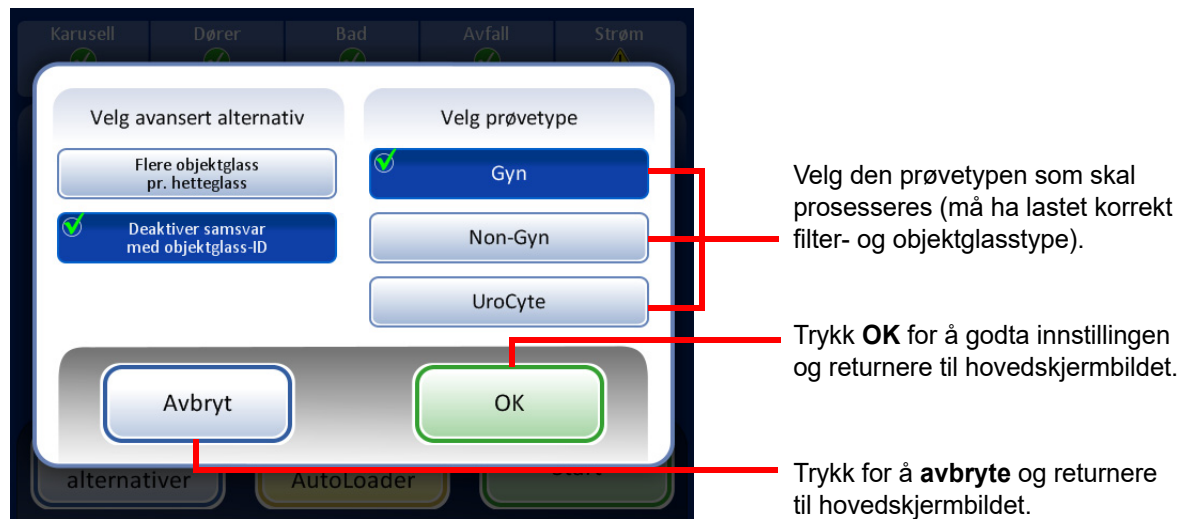 Karusell Dører Bad Avfall Strøm
Velg avansert alternativ
Velg prøvetype
Flere objektglass
pr. hetteglass
Gyn
Deaktiver samsvar
med objektglass-ID
Non-Gyn
UroCyte
Avbryt
OK
alternativer
AutoLoader
Start
Velg den prøvetypen som skal
prosesseres (må ha lastet korrekt
filter- og objektglasstype).
Trykk OK for å godta innstillingen
og returnere til hovedskjermbildet.
Trykk for å avbryte og returnere
til hovedskjermbildet.